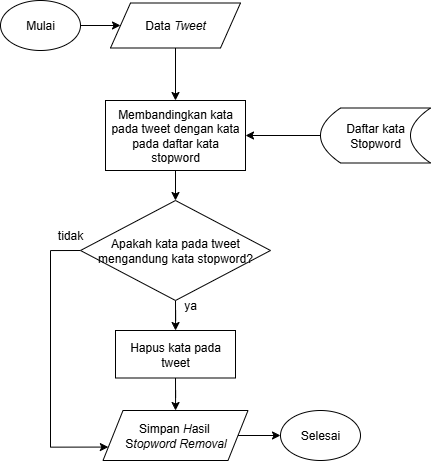 Mulai
Data Tweet
Membandingkan kata
pada tweet dengan kata
pada daftar kata
stopword
Daftar kata
Stopword
tidak
Apakah kata pada tweet
mengandung kata stopword?
ya
Hapus kata pada
tweet
Simpan Hasil
Stopword Removal
Selesai